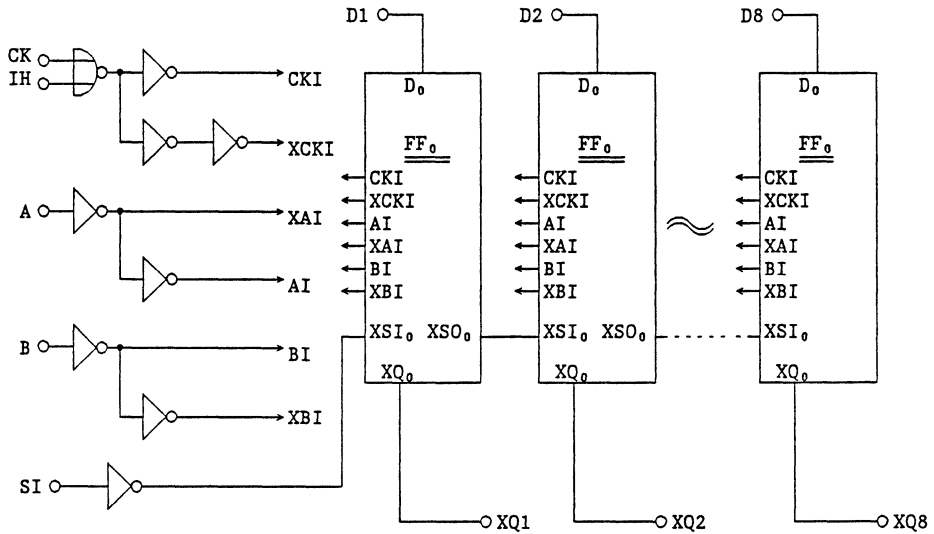 D1
D2
D8
CK
IH
CKI
XCKI
A
XAI
AI
B
BI
XBI
SI
D₀
FF₀
CKI
XCKI
AI
XAI
BI
XBI
XSI₀ XSO₀
XQ₀
D₀
FF₀
CKI
XCKI
AI
XAI
BI
XBI
XSI₀ XSO₀
XQ₀
D₀
FF₀
CKI
XCKI
AI
XAI
BI
XBI
XSI₀
XQ₀
XQ1
XQ2
XQ8